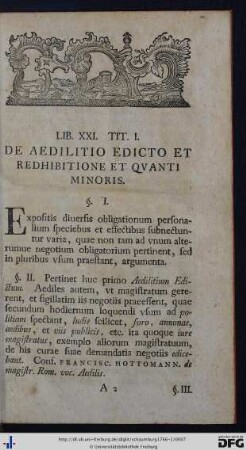 LIB. XXI. TIT. I.
DE AEDILITIO EDICTO ET
REDHIBITIONE ET QVANTI
MINORIS.
§. I.
Expositis diuersis obligationum persona-
lium speciebus et effectibus subnectun-
tur varia, quae non tam ad vnum alte-
rumue negotium obligatorium pertinent, sed
in pluribus vsum praestant, argumenta.
§. II. Pertinet huc primo Aedilitium Edi-
ctum. Aediles autem, vt magistratum gere-
rent, et sigillatim iis negotiis praeessent, quae
secundum hodiernum loquendi vsum ad po-
litiam spectant, ludis scilicet, foro, annonae,
aedibus, et viis publicis, etc. ita quoque iure
magistratus, exemplo aliorum magistratuum,
de his curae suae demandatis negotiis edice-
bant. Conf. FRANCISC. HOTTOMANN. de
magistr. Rom. voc. Aedilis.
A 2 §. III.